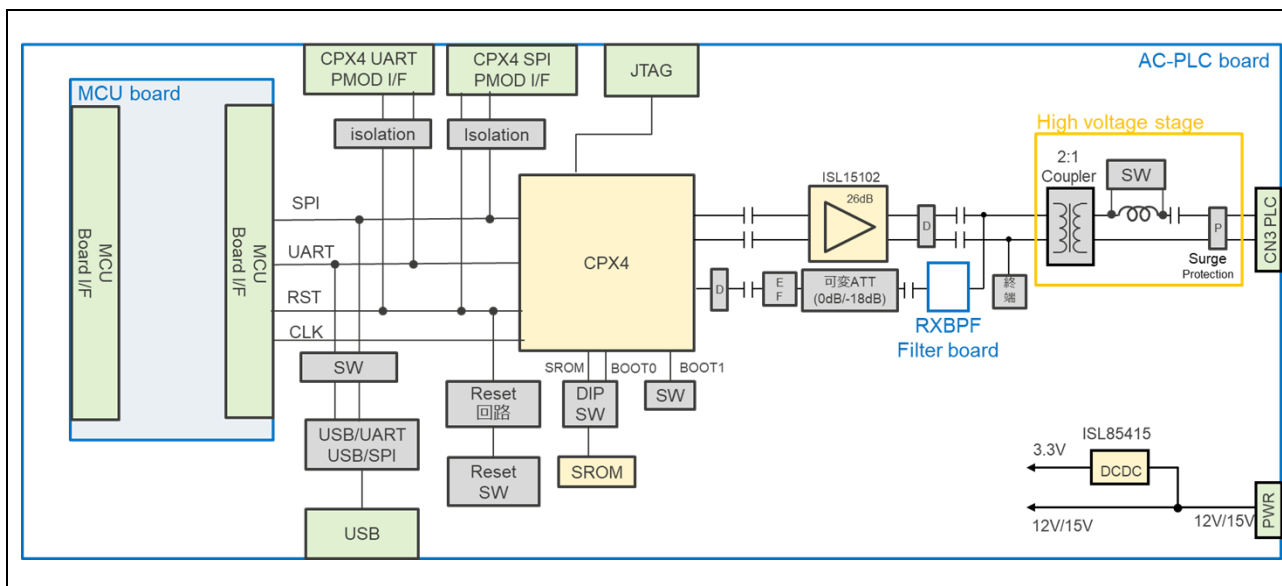 AC-PLC board
MCU board
MCU
Board I/F
MCU
Board I/F
CPX4 UART
PMOD I/F
CPX4 SPI
PMOD I/F
JTAG
isolation
Isolation
SPI
UART
RST
CLK
CPX4
ISL15102
26dB
D
High voltage stage
2:1
Coupler
SW
P
Surge
Protection
CN3 PLC
D
E
F
可変ATT
(0dB/-18dB)
RXBPF
Filter board
終
端
SW
USB/UART
USB/SPI
USB
Reset
回路
Reset
SW
SROM
BOOT0
BOOT1
DIP
SW
SW
SROM
ISL85415
3.3V
DCDC
12V/15V
12V/15V
PWR